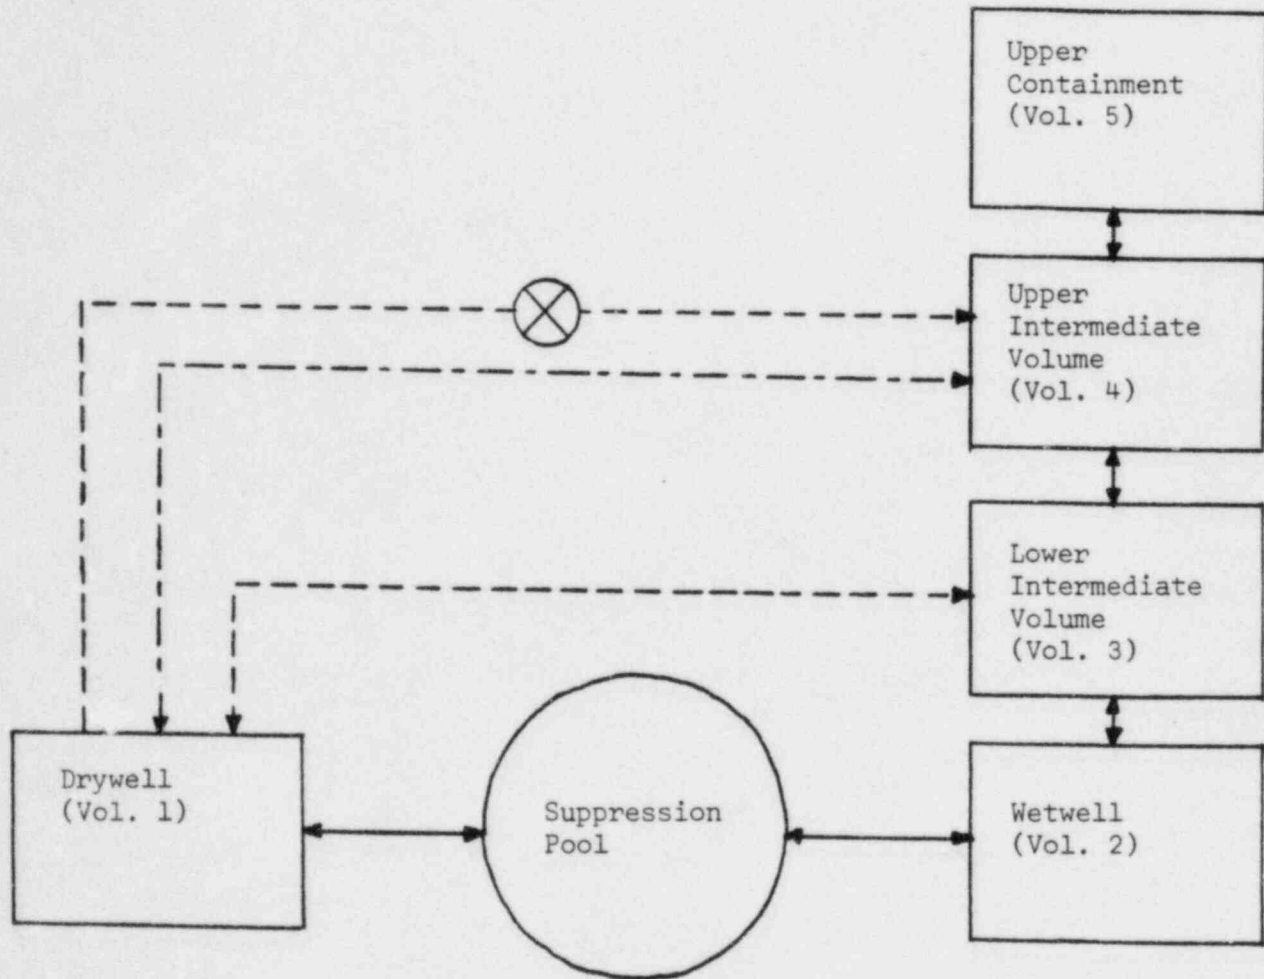 Upper
Containment
(Vol. 5)
Upper
Intermediate
Volume
(Vol. 4)
Lower
Intermediate
Volume
(Vol. 3)
Drywell
(Vol. 1)
Suppression
Pool
Wetwell
(Vol. 2)